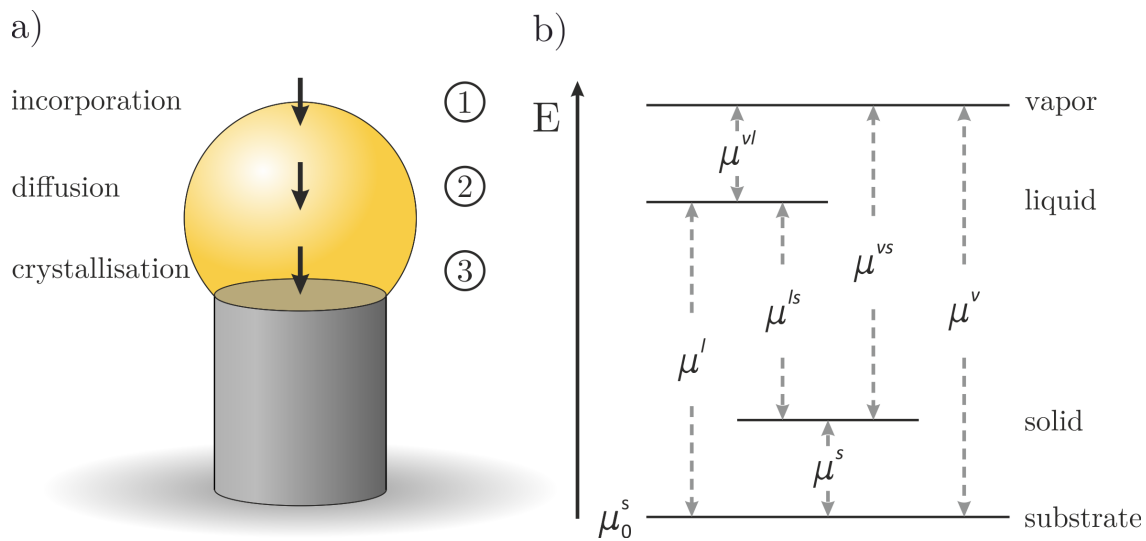 a)
incorporation
1
diffusion
2
crystallisation
3
b)
E
vapor
μ^vl
liquid
μ^vs
μ^ls
μ^v
μ^l
solid
μ^s
μ_0^s
substrate